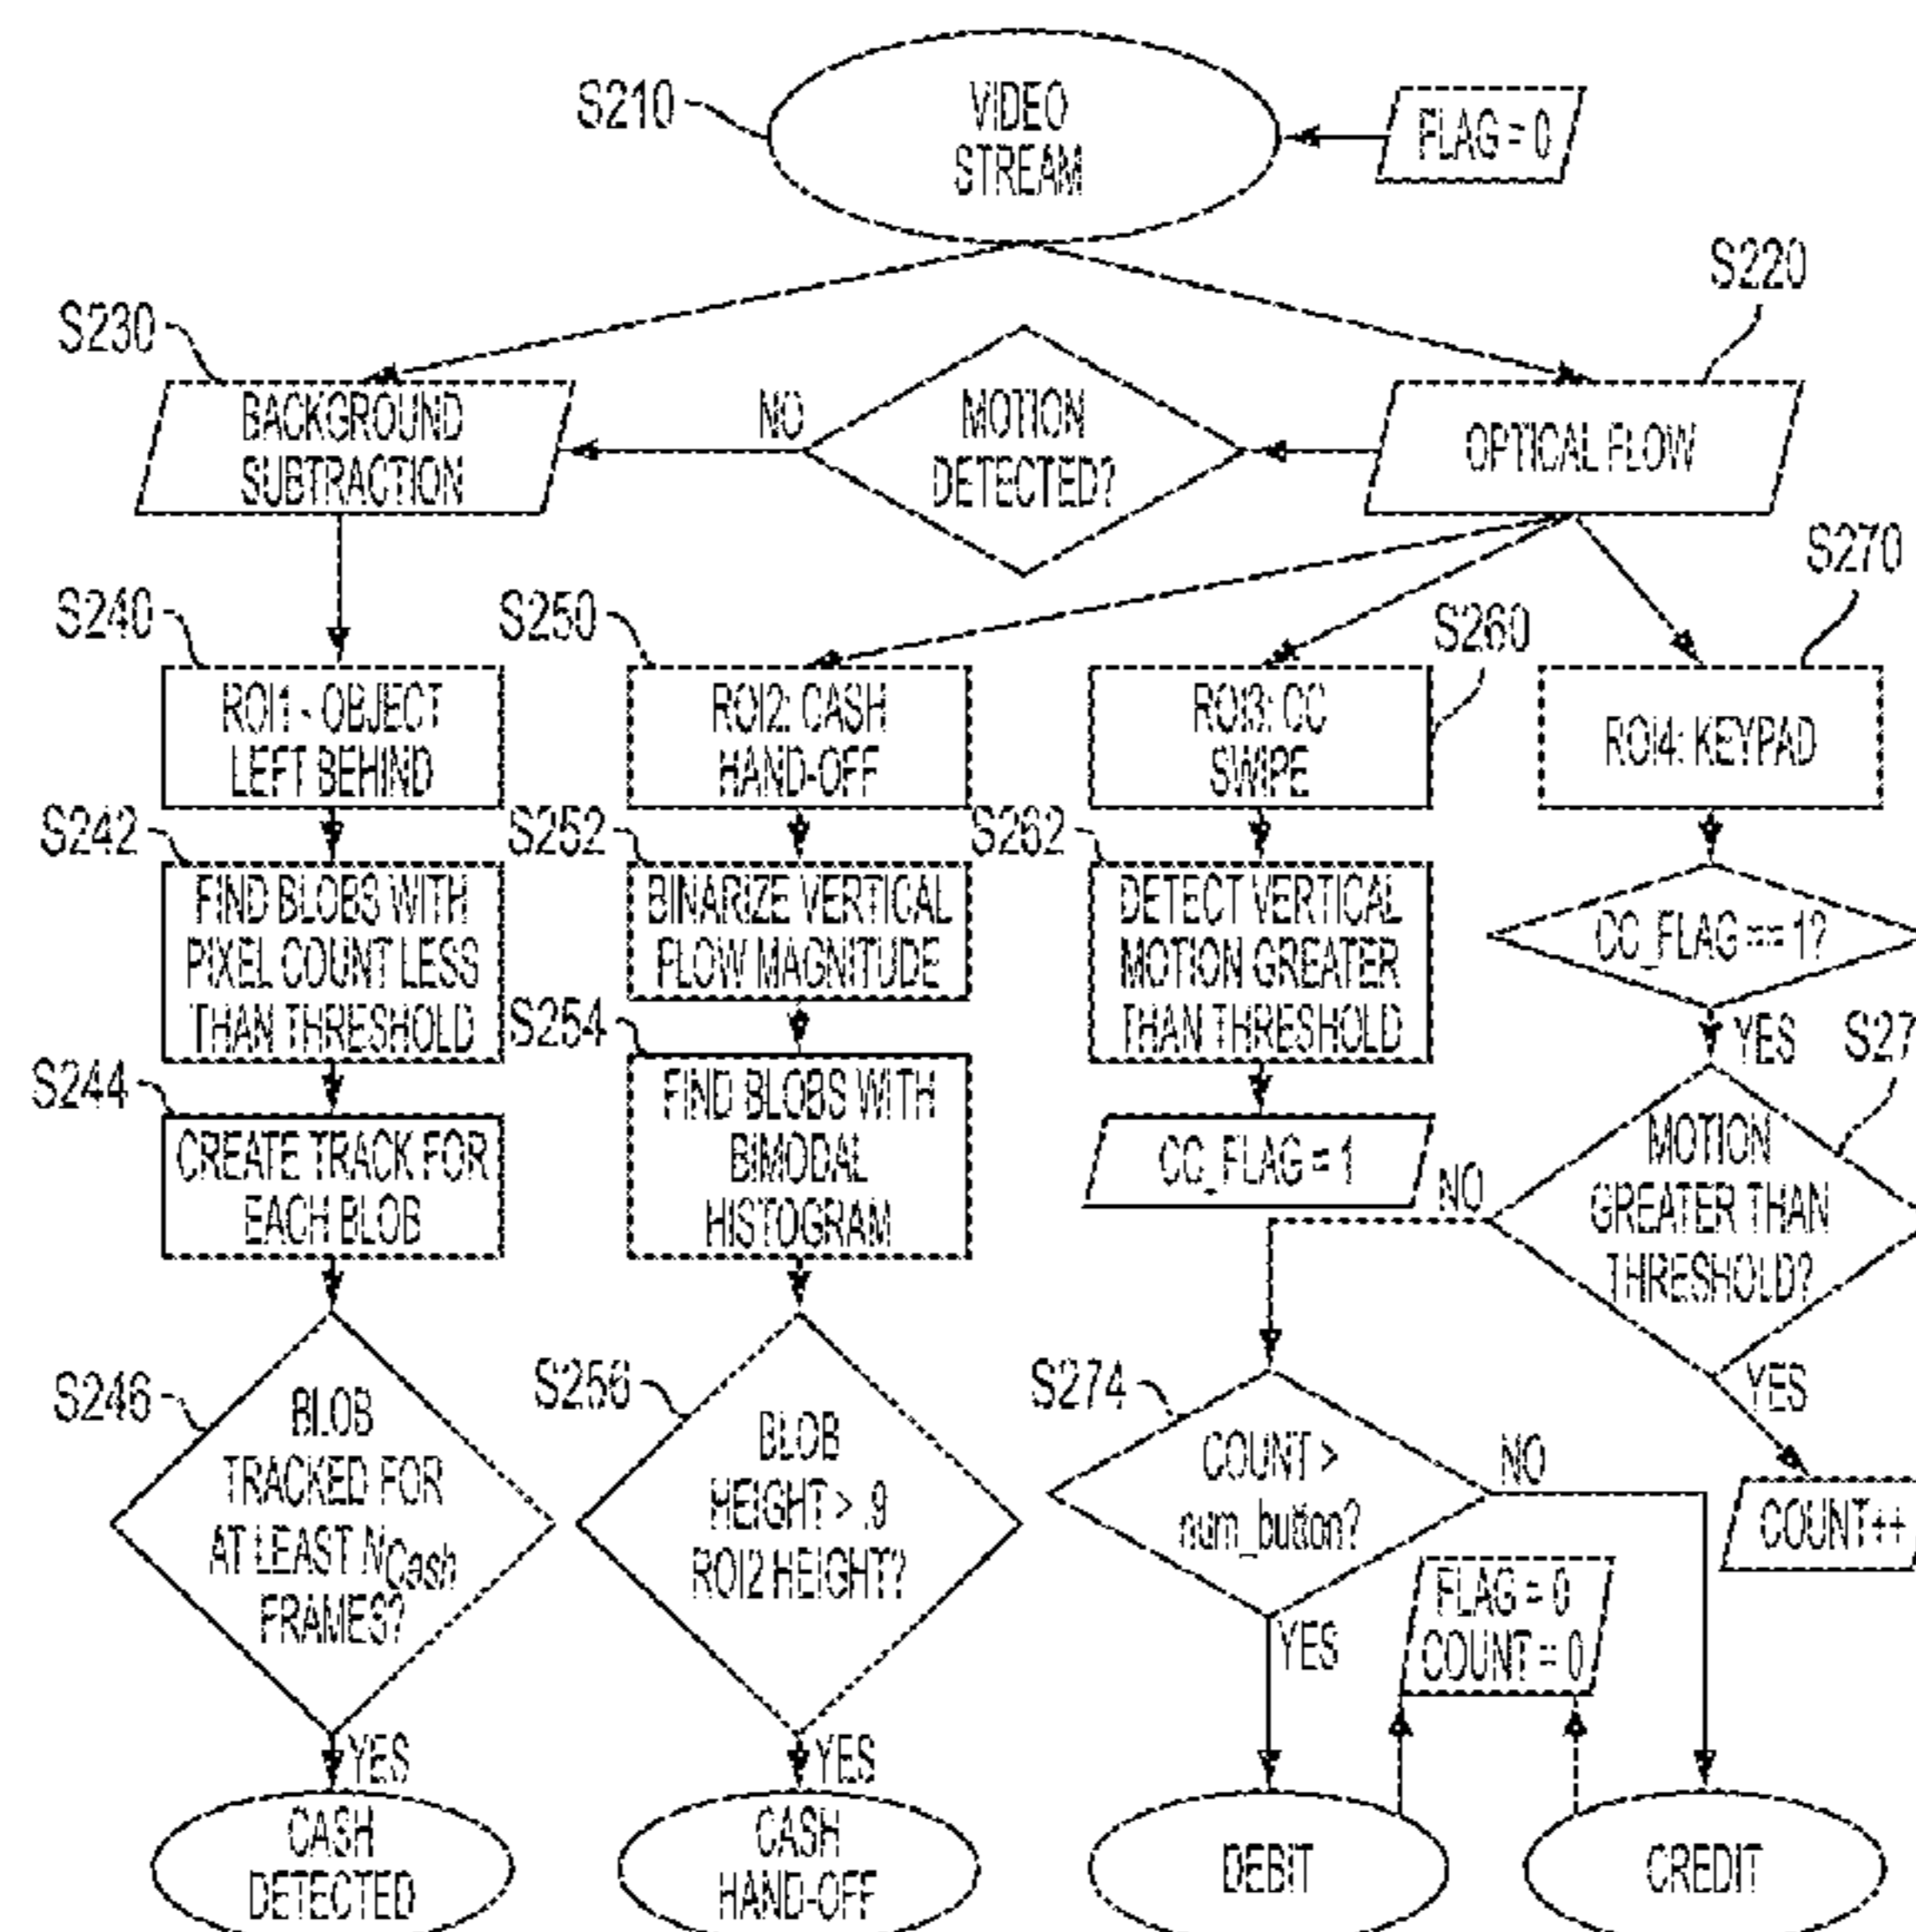 S210
VIDEO
STREAM
FLAG = 0
S220
S230
BACKGROUND
SUBTRACTION
NO
MOTION
DETECTED?
OPTICAL FLOW
S270
S240
S250
S260
ROI1 - OBJECT
LEFT BEHIND
ROI2: CASH
HAND-OFF
ROI3: CC
SWIPE
ROI4: KEYPAD
S242
S252
S262
FIND BLOBS WITH
PIXEL COUNT LESS
THAN THRESHOLD
BINARIZE VERTICAL
FLOW MAGNITUDE
DETECT VERTICAL
MOTION GREATER
THAN THRESHOLD
CC_FLAG == 1?
YES
S27
S254
S244
CREATE TRACK FOR
EACH BLOB
FIND BLOBS WITH
BIMODAL
HISTOGRAM
CC_FLAG = 1
NO
MOTION
GREATER THAN
THRESHOLD?
YES
COUNT++
S246
BLOB
TRACKED FOR
AT LEAST NCash
FRAMES?
S256
BLOB
HEIGHT > .9
ROI2 HEIGHT?
S274
COUNT >
num_button?
NO
YES
FLAG = 0
COUNT = 0
YES
YES
CASH
DETECTED
CASH
HAND-OFF
DEBIT
CREDIT